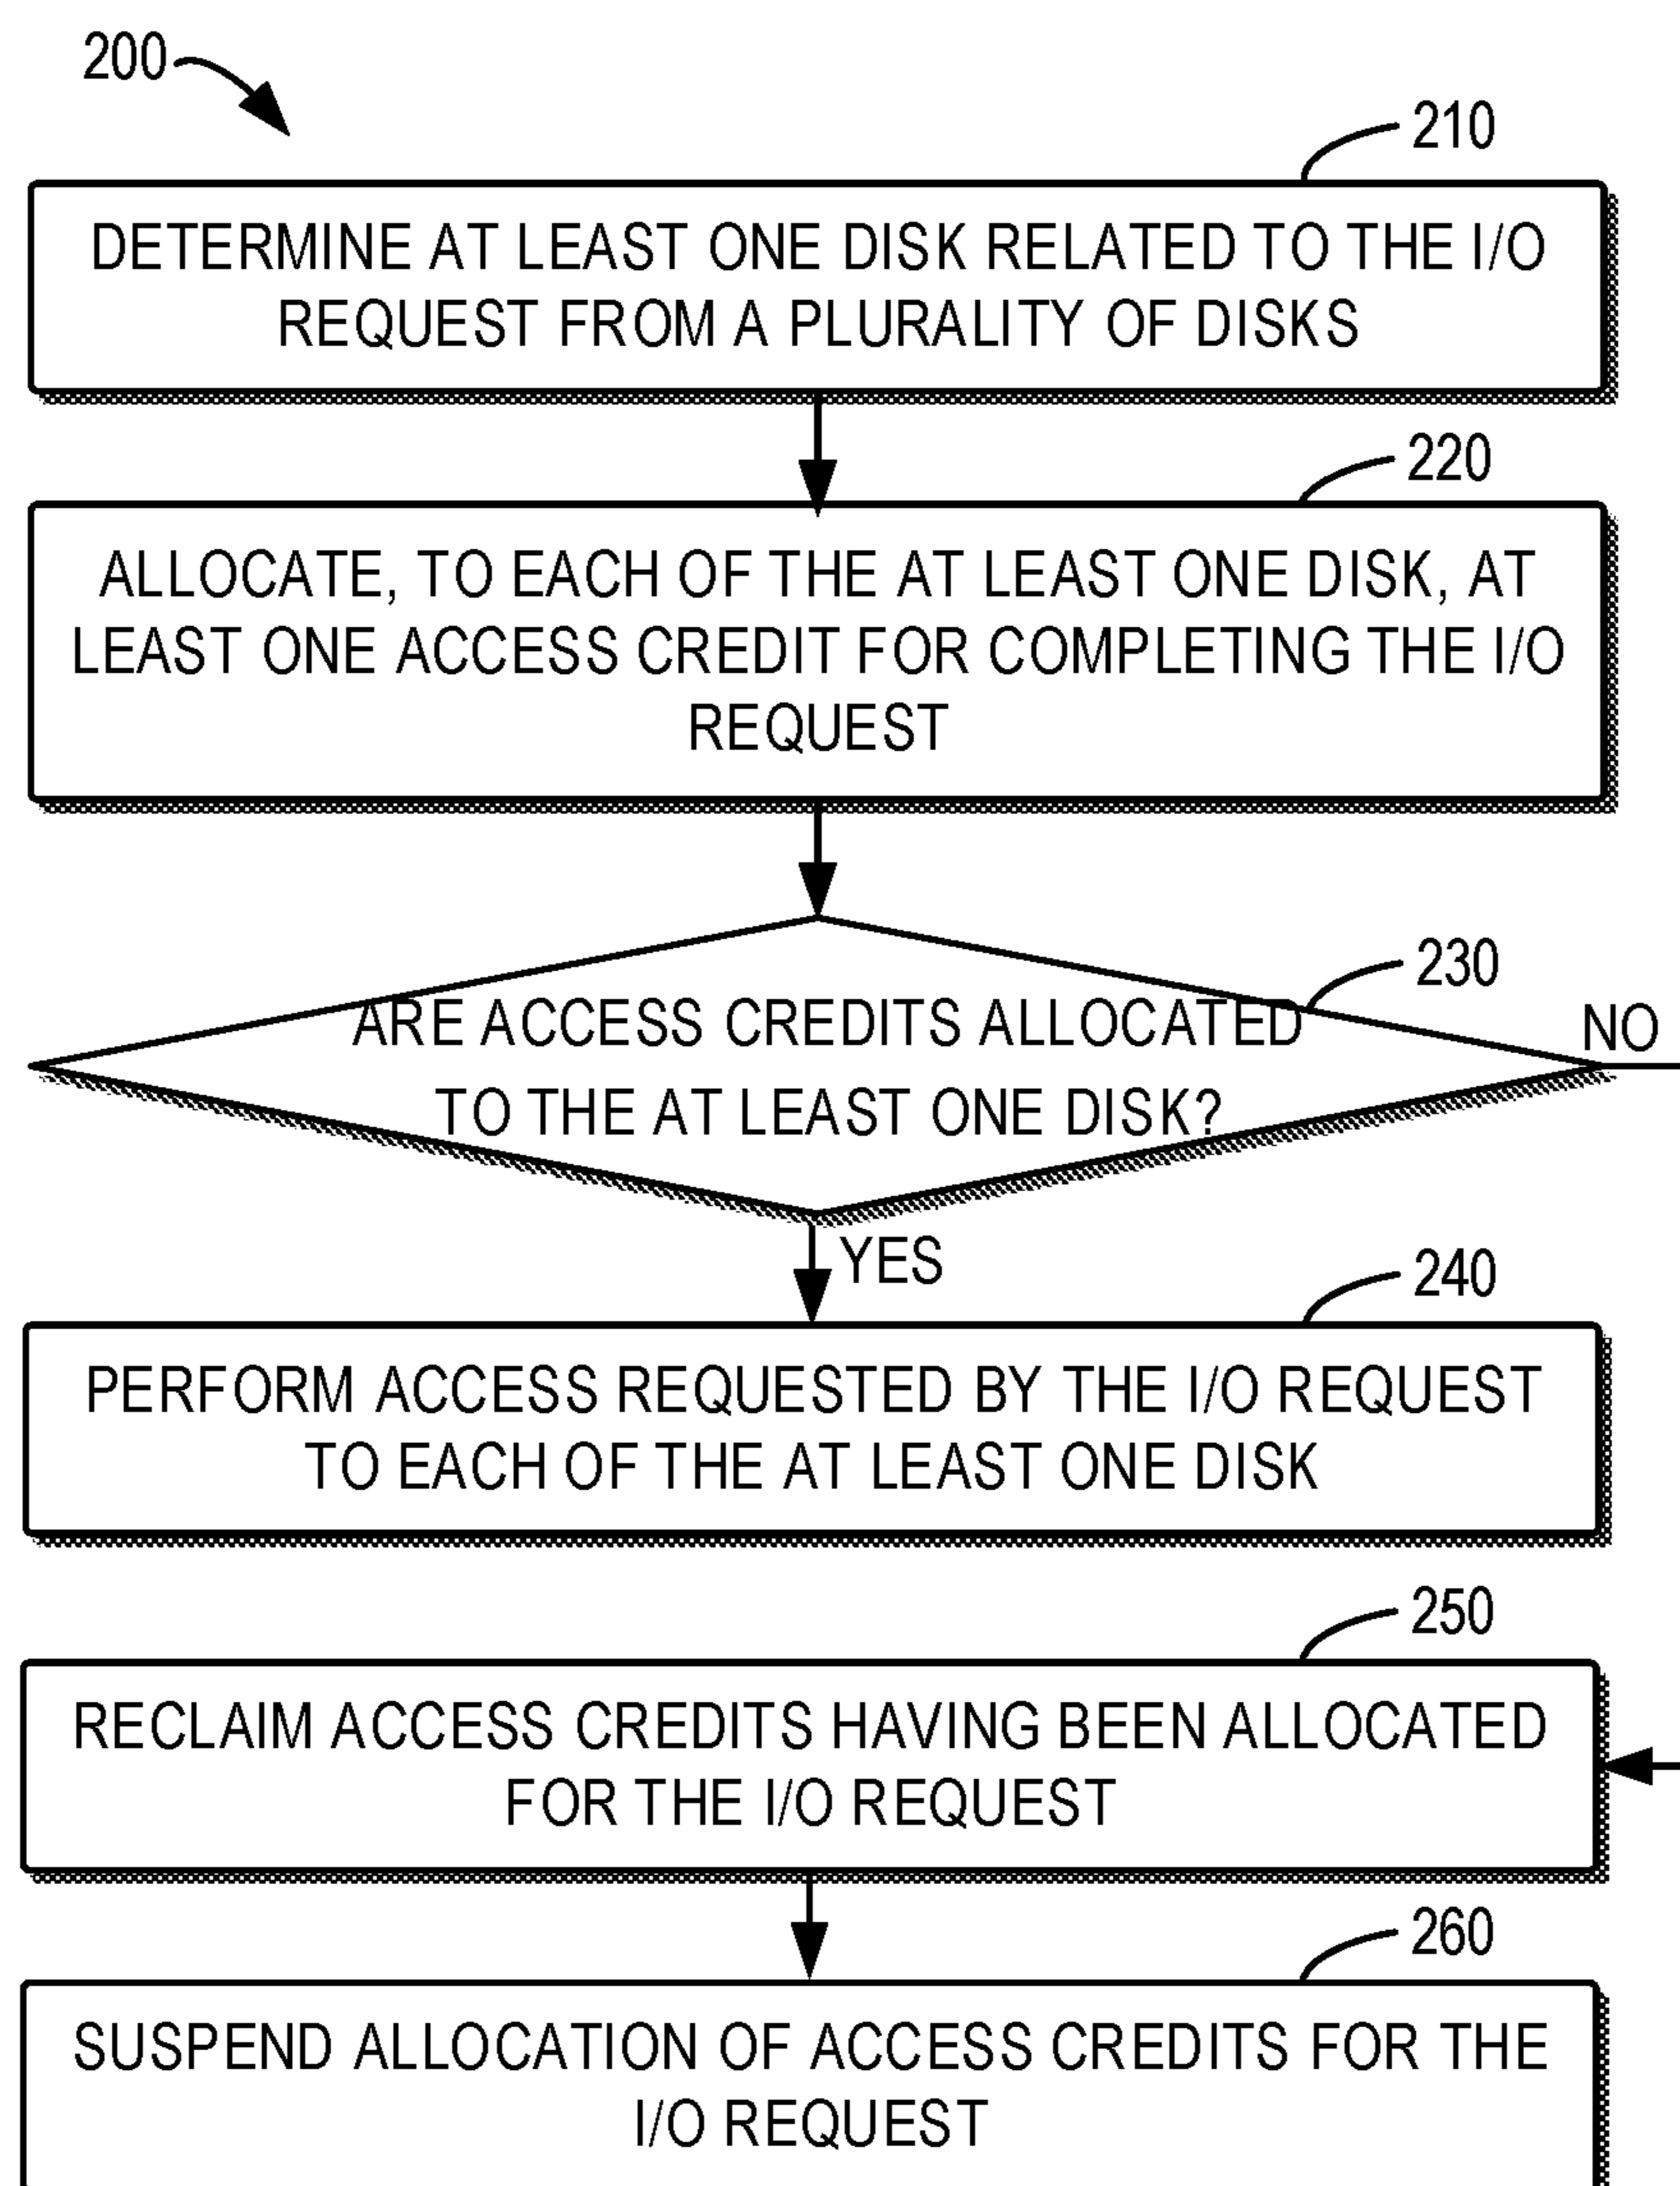 200
210
DETERMINE AT LEAST ONE DISK RELATED TO THE I/O
REQUEST FROM A PLURALITY OF DISKS
220
ALLOCATE, TO EACH OF THE AT LEAST ONE DISK, AT
LEAST ONE ACCESS CREDIT FOR COMPLETING THE I/O
REQUEST
230
ARE ACCESS CREDITS ALLOCATED
NO
TO THE AT LEAST ONE DISK?
YES
240
PERFORM ACCESS REQUESTED BY THE I/O REQUEST
TO EACH OF THE AT LEAST ONE DISK
250
RECLAIM ACCESS CREDITS HAVING BEEN ALLOCATED
FOR THE I/O REQUEST
260
SUSPEND ALLOCATION OF ACCESS CREDITS FOR THE
I/O REQUEST